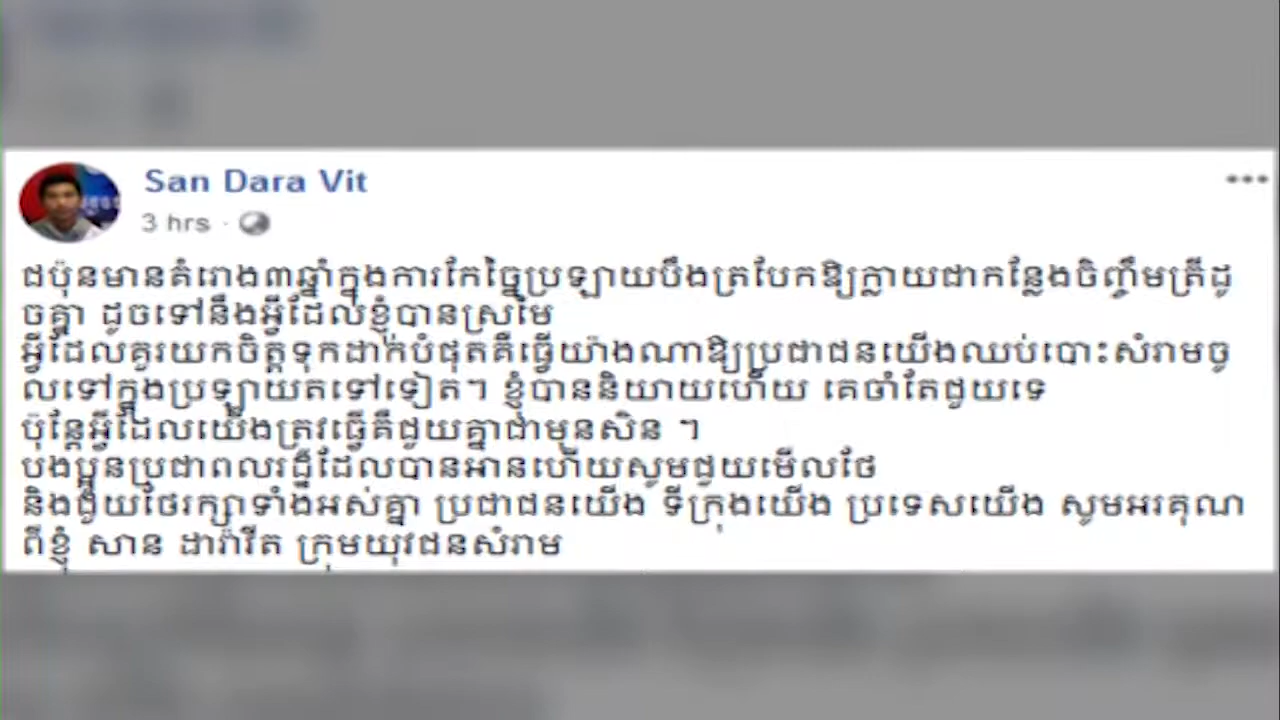 San Dara Vit
3 hrs ·
ជប៉ុនមានគំរោង៣ឆ្នាំក្នុងការកែច្នៃប្រឡាយបឹងត្របែកឱ្យក្លាយជាកន្លែងចិញ្ចឹមត្រីដូ
ចគ្នា ដូចទៅនឹងអ្វីដែលខ្ញុំបានស្រមៃ
អ្វីដែលគួរយកចិត្តទុកដាក់បំផុតគឺធ្វើយ៉ាងណាឱ្យប្រជាជនយើងឈប់បោះសំរាមចូ
លទៅក្នុងប្រឡាយតទៅទៀត។ ខ្ញុំបាននិយាយហើយ គេចាំតែជួយទេ
ប៉ុន្តែអ្វីដែលយើងត្រូវធ្វើគឺជួយគ្នាជាមុនសិន ។
បងប្អូនប្រជាពលរដ្ឋដែលបានអានហើយសូមជួយមើលថែ
និងជួយថែរក្សាទាំងអស់គ្នា ប្រជាជនយើង ទីក្រុងយើង ប្រទេសយើង សូមអរគុណ
ពីខ្ញុំ សាន ដារ៉ាវីត ក្រុមយុវជនសំរាម